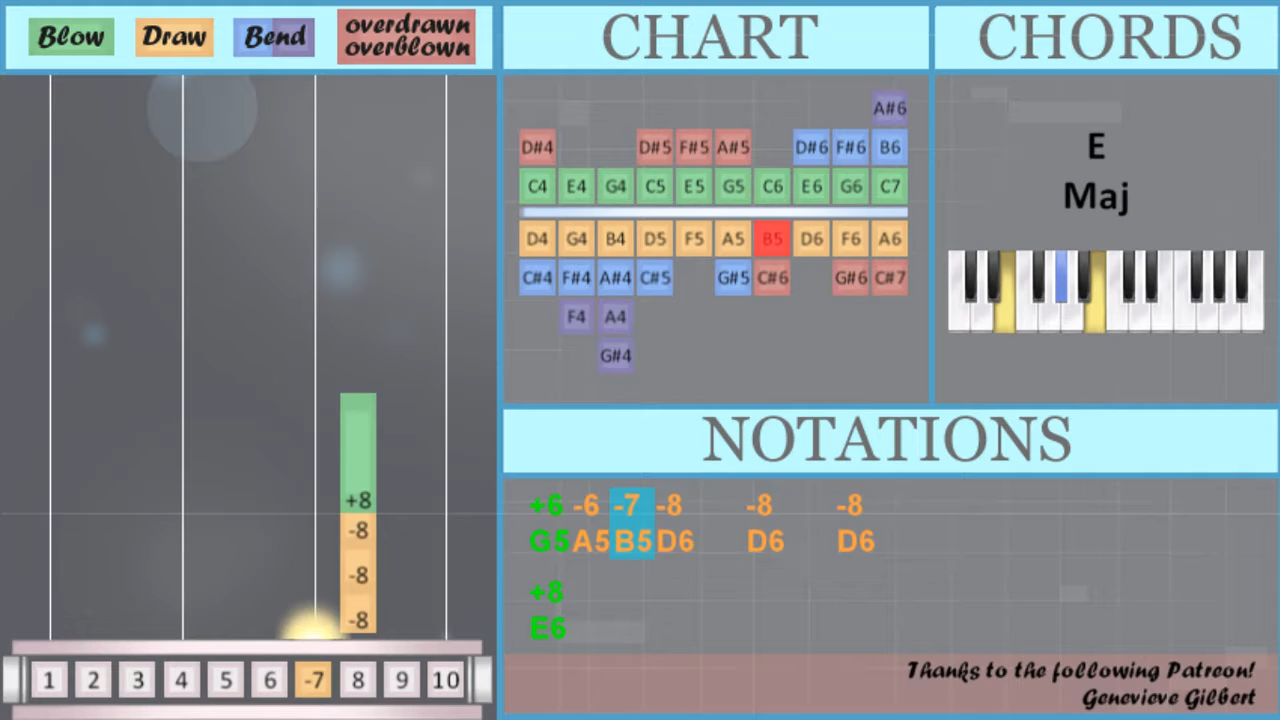 Blow Draw Bend overdrawn
overblown
CHART
CHORDS
A#6
D#4 D#5 F#5 A#5 D#6 F#6 B6
C4 E4 G4 C5 E5 G5 C6 E6 G6 C7
D4 G4 B4 D5 F5 A5 B5 D6 F6 A6
C#4 F#4 A#4 C#5 G#5 C#6 G#6 C#7
F4 A4
G#4
E
Maj
NOTATIONS
+6 -6 -7 -8 -8 -8
G5 A5 B5 D6 D6 D6
+8
E6
+8
-8
-8
-8
1 2 3 4 5 6 -7 8 9 10
Thanks to the following Patreon!
Genevieve Gilbert